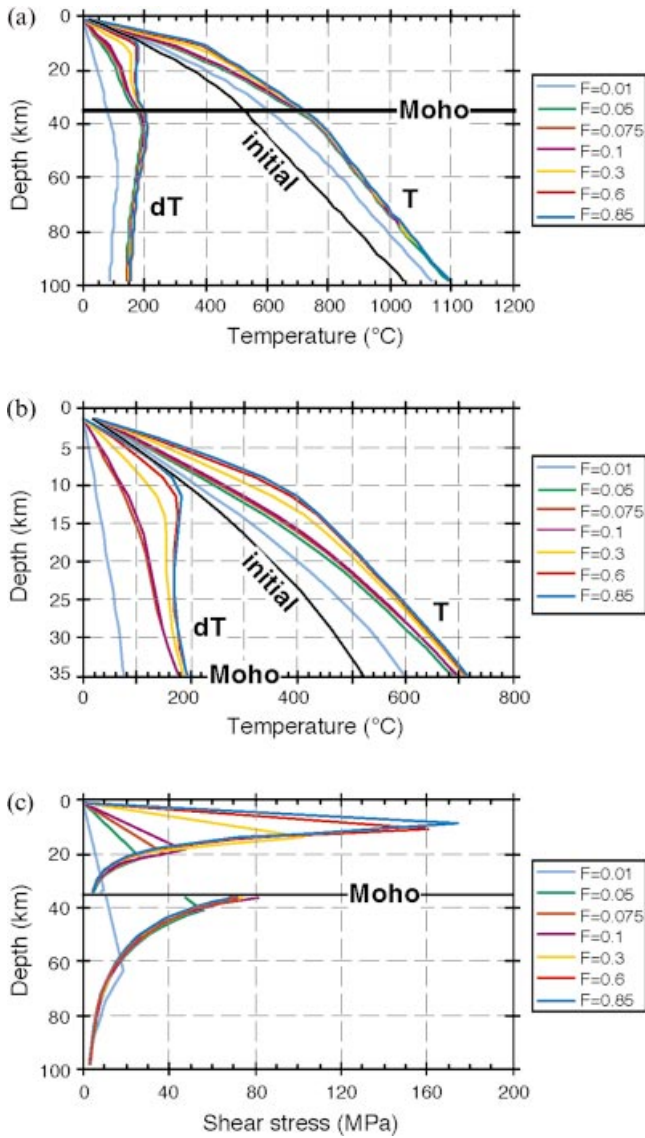 (a)
0
20
40
60
80
100
Depth (km)
Moho
initial
dT
T
0 200 400 600 800 1000 1100 1200
Temperature (°C)
F=0.01
F=0.05
F=0.075
F=0.1
F=0.3
F=0.6
F=0.85
(b)
0
5
10
15
20
25
30
35
Depth (km)
initial
dT
T
Moho
0 200 400 600 800
Temperature (°C)
F=0.01
F=0.05
F=0.075
F=0.1
F=0.3
F=0.6
F=0.85
(c)
0
20
40
60
80
100
Depth (km)
Moho
0 40 80 120 160 200
Shear stress (MPa)
F=0.01
F=0.05
F=0.075
F=0.1
F=0.3
F=0.6
F=0.85